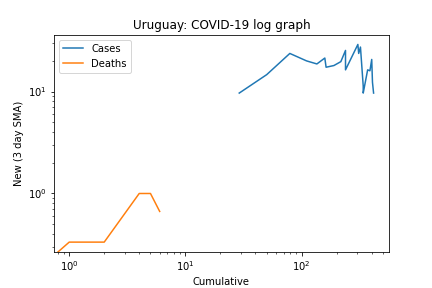 Uruguay: COVID-19 log graph
Cases
Deaths
New (3 day SMA)
10¹
10⁰
10⁰
10¹
10²
Cumulative